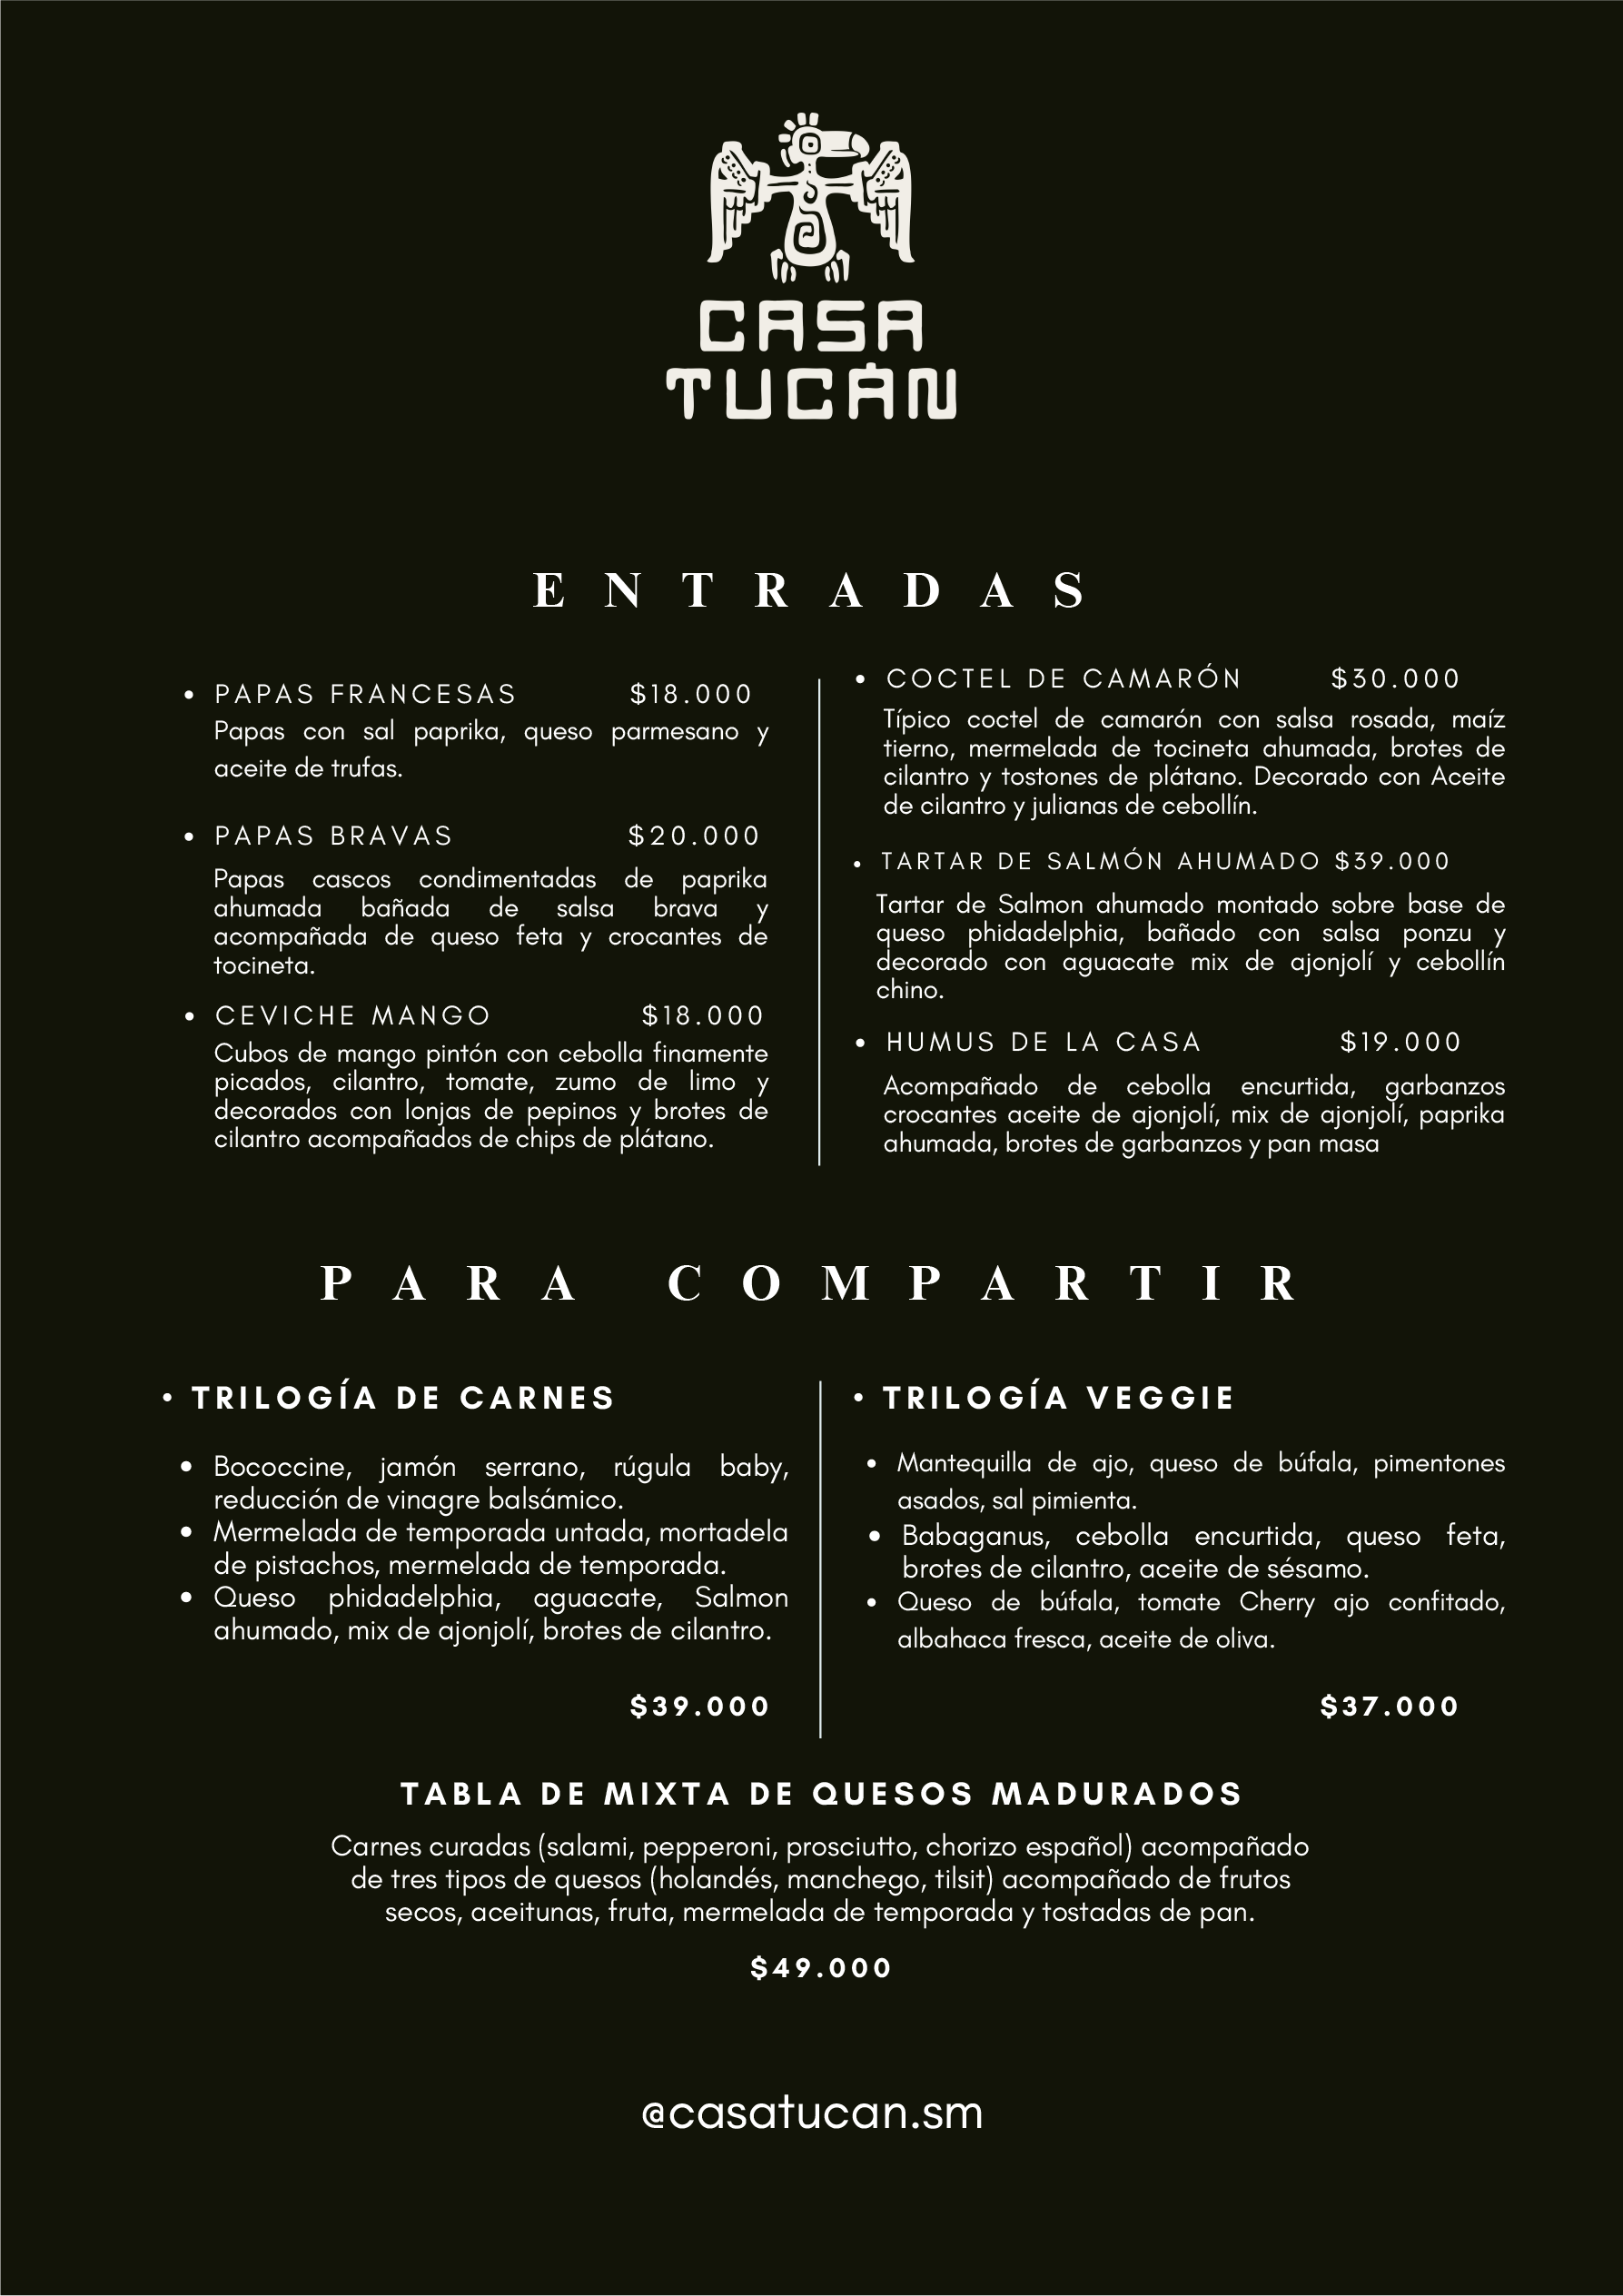 CASA
TUCÁN
ENTRADAS
• PAPAS FRANCESAS $18.000
Papas con sal paprika, queso parmesano y
aceite de trufas.
• PAPAS BRAVAS $20.000
Papas cascos condimentadas de paprika
ahumada bañada de salsa brava y
acompañada de queso feta y crocantes de
tocineta.
• CEVICHE MANGO $18.000
Cubos de mango pintón con cebolla finamente
picados, cilantro, tomate, zumo de limo y
decorados con lonjas de pepinos y brotes de
cilantro acompañados de chips de plátano.
• COCTEL DE CAMARÓN $30.000
Típico coctel de camarón con salsa rosada, maíz
tierno, mermelada de tocineta ahumada, brotes de
cilantro y tostones de plátano. Decorado con Aceite
de cilantro y julianas de cebollín.
• TARTAR DE SALMÓN AHUMADO $39.000
Tartar de Salmon ahumado montado sobre base de
queso phidadelphia, bañado con salsa ponzu y
decorado con aguacate mix de ajonjolí y cebollín
chino.
• HUMUS DE LA CASA $19.000
Acompañado de cebolla encurtida, garbanzos
crocantes aceite de ajonjolí, mix de ajonjolí, paprika
ahumada, brotes de garbanzos y pan masa
PARA COMPARTIR
• TRILOGÍA DE CARNES
• Bococcine, jamón serrano, rúgula baby,
reducción de vinagre balsámico.
• Mermelada de temporada untada, mortadela
de pistachos, mermelada de temporada.
• Queso phidadelphia, aguacate, Salmon
ahumado, mix de ajonjolí, brotes de cilantro.
$39.000
• TRILOGÍA VEGGIE
• Mantequilla de ajo, queso de búfala, pimentones
asados, sal pimienta.
• Babaganus, cebolla encurtida, queso feta,
brotes de cilantro, aceite de sésamo.
• Queso de búfala, tomate Cherry ajo confitado,
albahaca fresca, aceite de oliva.
$37.000
TABLA DE MIXTA DE QUESOS MADURADOS
Carnes curadas (salami, pepperoni, prosciutto, chorizo español) acompañado
de tres tipos de quesos (holandés, manchego, tilsit) acompañado de frutos
secos, aceitunas, fruta, mermelada de temporada y tostadas de pan.
$49.000
@casatucan.sm